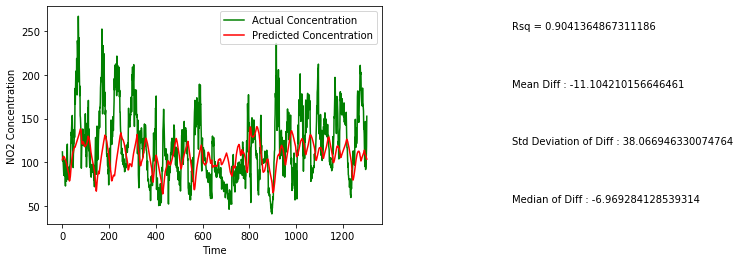 Actual Concentration
Predicted Concentration
250
200
150
100
50
NO2 Concentration
0
200
400
600
800
1000
1200
Time
Rsq = 0.9041364867311186
Mean Diff : -11.104210156646461
Std Deviation of Diff : 38.066946330074764
Median of Diff : -6.969284128539314